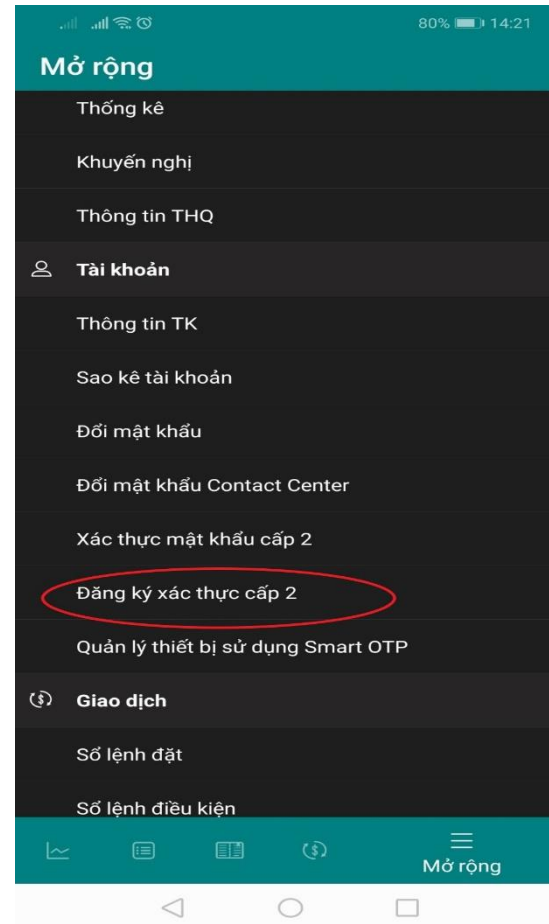 80% 14:21
Mở rộng
Thống kê
Khuyến nghị
Thông tin THQ
Tài khoản
Thông tin TK
Sao kê tài khoản
Đổi mật khẩu
Đổi mật khẩu Contact Center
Xác thực mật khẩu cấp 2
Đăng ký xác thực cấp 2
Quản lý thiết bị sử dụng Smart OTP
Giao dịch
Sổ lệnh đặt
Sổ lệnh điều kiện
Mở rộng